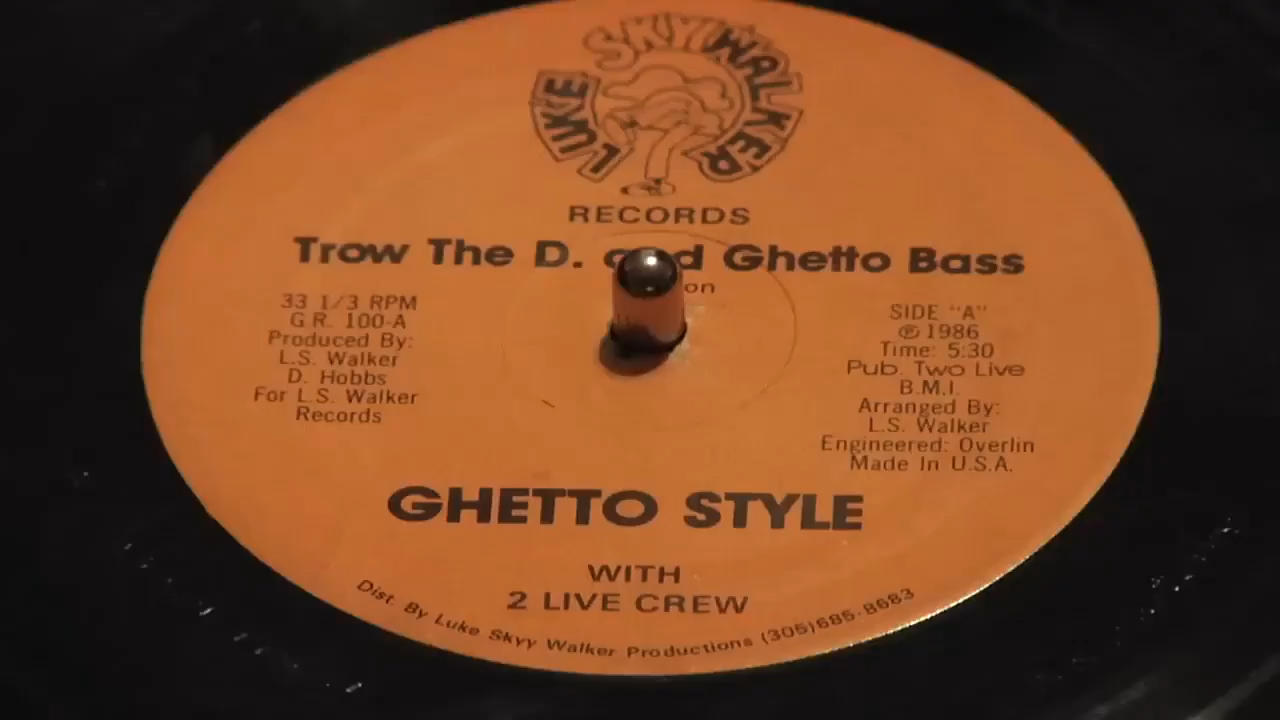 LUKE SKYYWALKER
RECORDS
Trow The D. and Ghetto Bass
33 1/3 RPM
G.R. 100-A
Produced By:
L.S. Walker
D. Hobbs
For L.S. Walker
Records
SIDE "A"
℗ 1986
Time: 5:30
Pub. Two Live
B.M.I.
Arranged By:
L.S. Walker
Engineered: Overlin
Made In U.S.A.
GHETTO STYLE
WITH
2 LIVE CREW
Dist. By Luke Skyy Walker Productions (305)685-8683